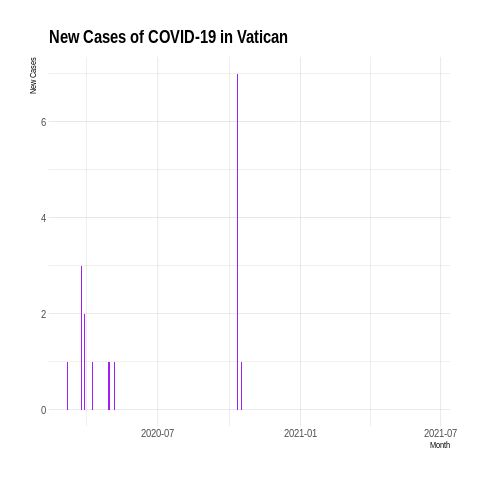 New Cases of COVID-19 in Vatican
New Cases
6
4
2
0
2020-07
2021-01
2021-07
Month